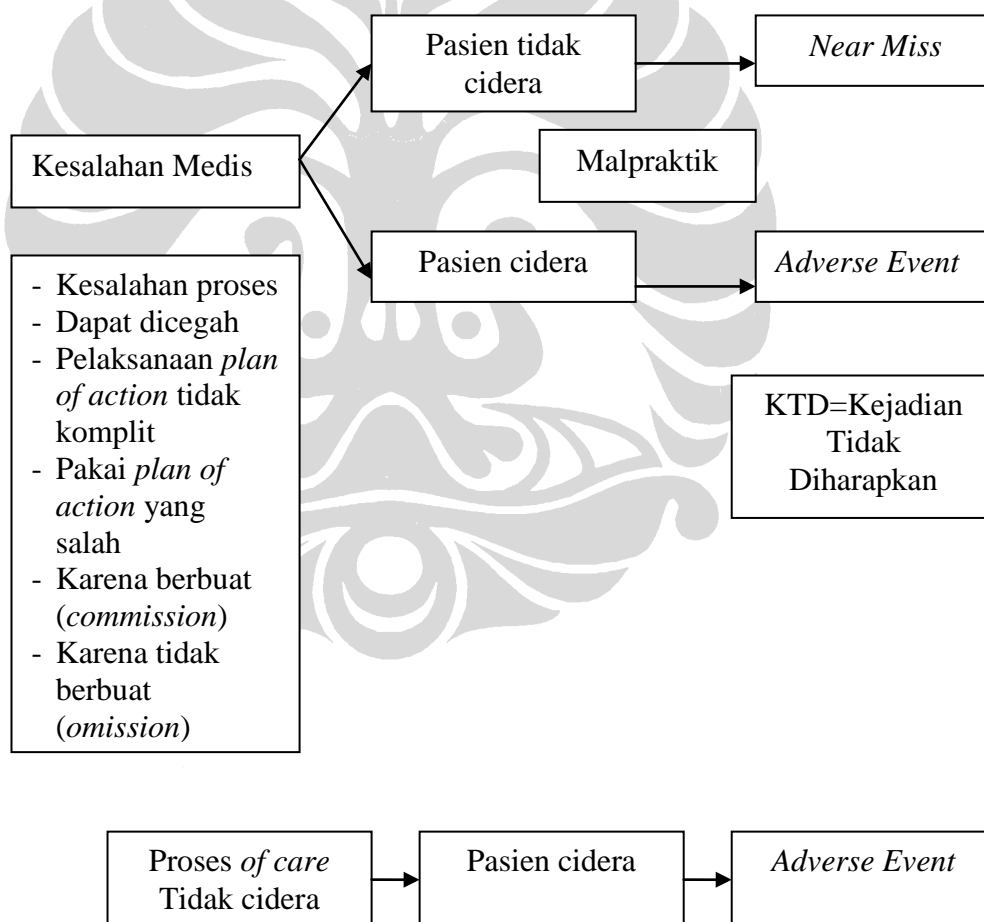 Pasien tidak
cidera
Near Miss
Kesalahan Medis
Malpraktik
Pasien cidera
Adverse Event
- Kesalahan proses
- Dapat dicegah
- Pelaksanaan plan
of action tidak
komplit
- Pakai plan of
action yang
salah
- Karena berbuat
(commission)
- Karena tidak
berbuat
(omission)
KTD=Kejadian
Tidak
Diharapkan
Proses of care
Tidak cidera
Pasien cidera
Adverse Event